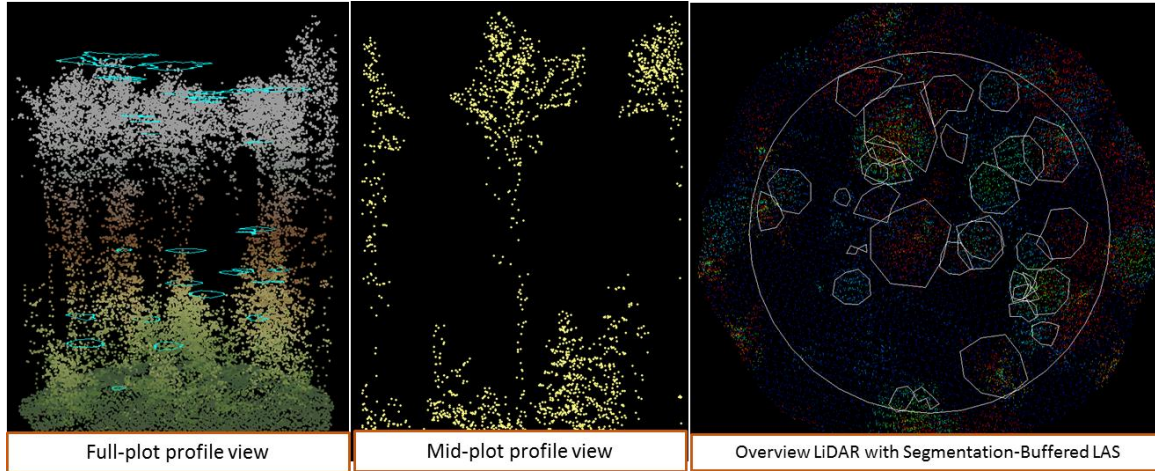 Full-plot profile view
Mid-plot profile view
Overview LiDAR with Segmentation-Buffered LAS